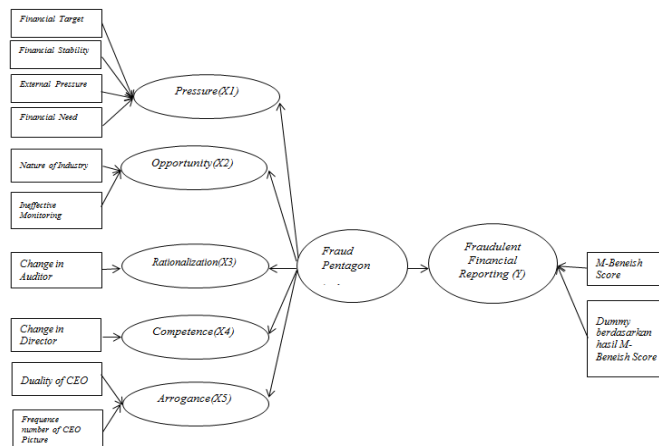 Financial Target
Financial Stability
External Pressure
Financial Need
Pressure(X1)
Nature of Industry
Ineffective
Monitoring
Opportunity(X2)
Change in
Auditor
Rationalization(X3)
Change in
Director
Competence(X4)
Duality of CEO
Frequence
number of CEO
Picture
Arrogance(X5)
Fraud
Pentagon
Fraudulent
Financial
Reporting (Y)
M-Beneish
Score
Dummy
berdasarkan
hasil M-
Beneish Score